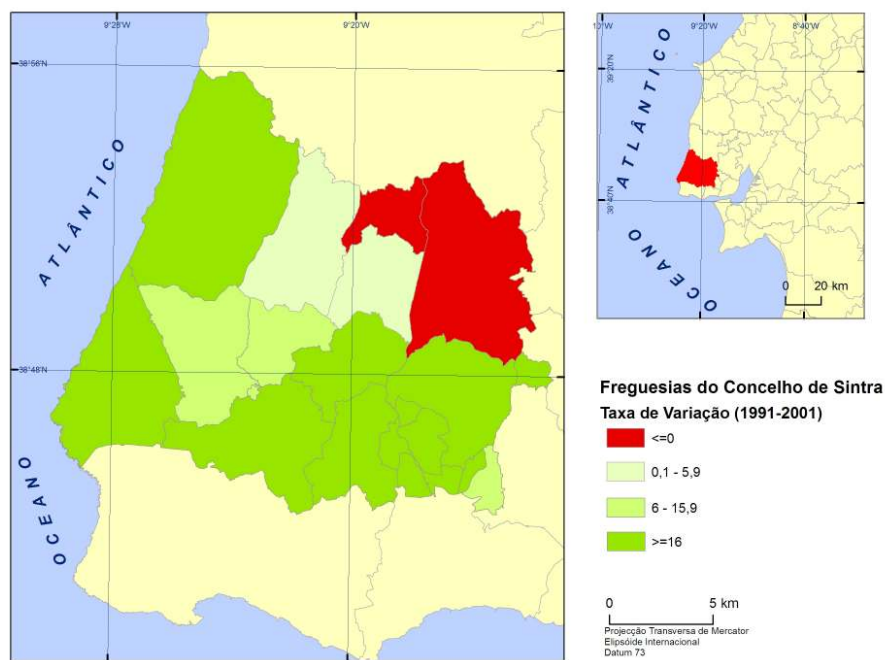 9°28'W
9°20'W
38°56'N
38°48'N
ATLÂNTICO
OCEANO
9°20'W
8°40'W
39°20'N
38°40'N
ATLÂNTICO
OCEANO
0 20 km
Freguesias do Concelho de Sintra
Taxa de Variação (1991-2001)
<=0
0,1 - 5,9
6 - 15,9
>=16
0 5 km
Projecção Transversa de Mercator
Elipsóide Internacional
Datum 73